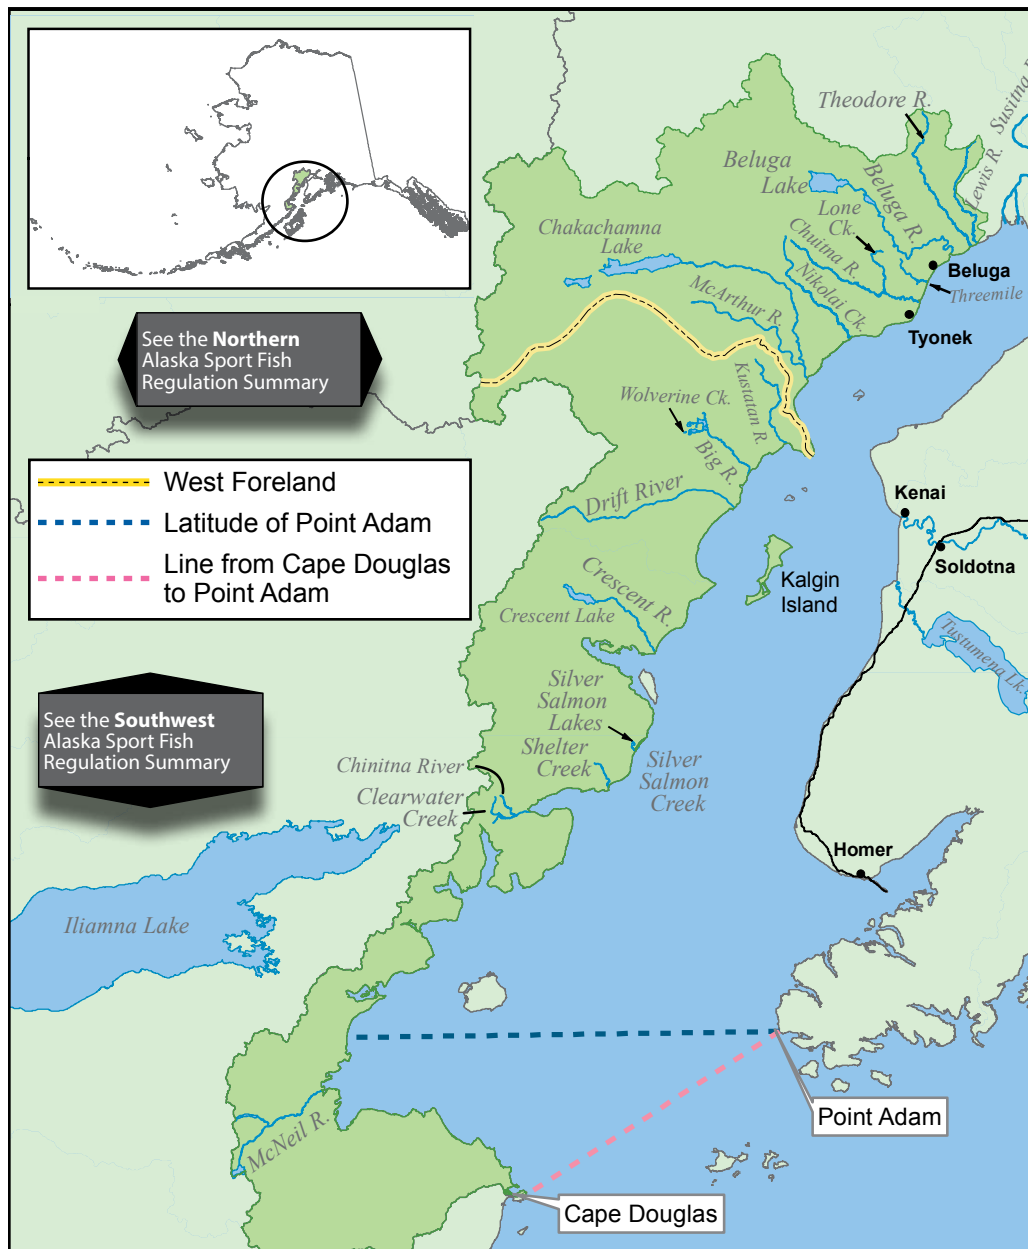 Theodore R.
Susitna
Lewis R.
Beluga
Lake
Beluga R.
Lone
Ck.
Chuitna R.
Chakachamna
Lake
Nikolai Ck.
McArthur R.
Beluga
Threemile
Tyonek
See the Northern
Alaska Sport Fish
Regulation Summary
Kustatan R.
Wolverine Ck.
Big R.
Drift River
West Foreland
Latitude of Point Adam
Line from Cape Douglas
to Point Adam
Kenai
Soldotna
Kalgin
Island
Tustumena Lk.
Crescent R.
Crescent Lake
See the Southwest
Alaska Sport Fish
Regulation Summary
Silver
Salmon
Lakes
Shelter
Creek
Silver
Salmon
Creek
Chinitna River
Clearwater
Creek
Homer
Iliamna Lake
McNeil R.
Point Adam
Cape Douglas